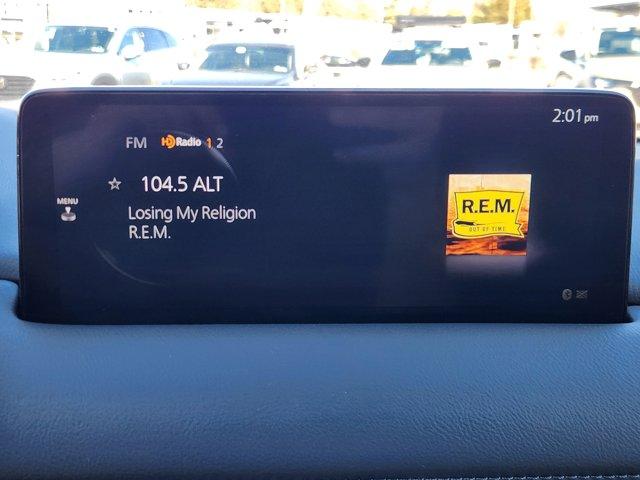 2:01 pm
FM HD Radio 1 2
104.5 ALT
MENU
Losing My Religion
R.E.M.
R.E.M.
OUT OF TIME